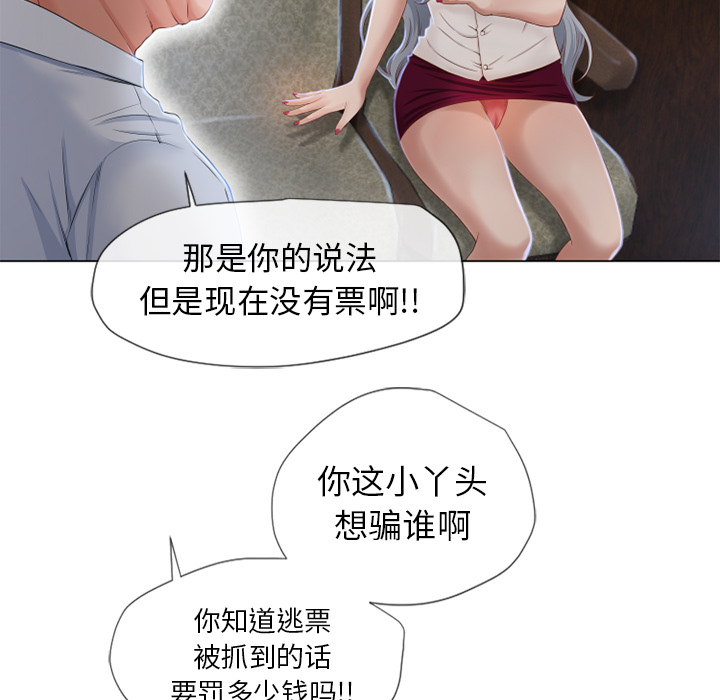 那是你的说法
但是现在没有票啊!!
你这小丫头
想骗谁啊
你知道逃票
被抓到的话
要罚多少钱吗!!